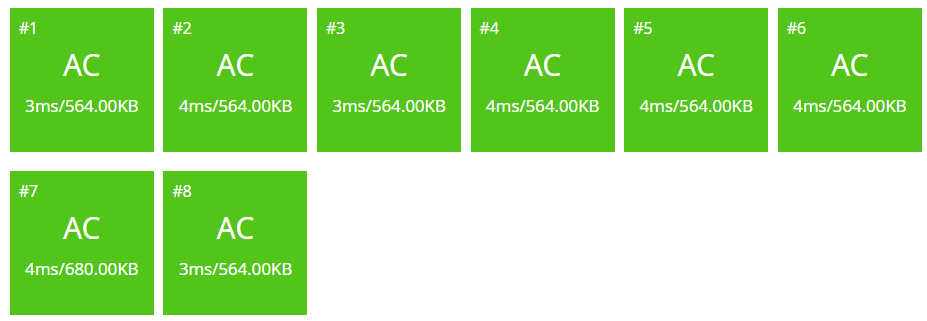 #1 #2 #3 #4 #5 #6
AC AC AC AC AC AC
3ms/564.00KB 4ms/564.00KB 3ms/564.00KB 4ms/564.00KB 4ms/564.00KB 4ms/564.00KB
#7 #8
AC AC
4ms/680.00KB 3ms/564.00KB